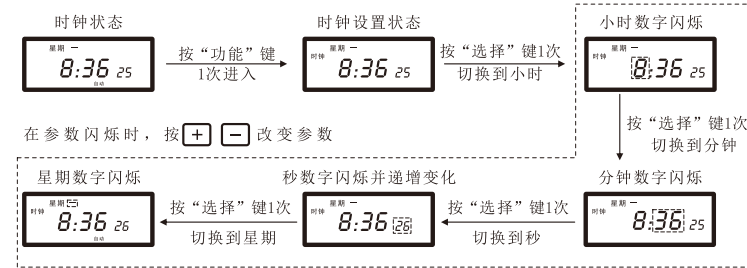 时钟状态
星期 一
8:36 25
自动
按“功能”键
1次进入
时钟设置状态
星期 一
时钟
8:36 25
按“选择”键1次
切换到小时
小时数字闪烁
星期 一
时钟
8:36 25
按“选择”键1次
切换到分钟
在参数闪烁时，按 + - 改变参数
分钟数字闪烁
星期 一
时钟
8:36 25
按“选择”键1次
切换到秒
秒数字闪烁并递增变化
星期 一
时钟
8:36 26
按“选择”键1次
切换到星期
星期数字闪烁
星期 一
时钟
8:36 26
自动